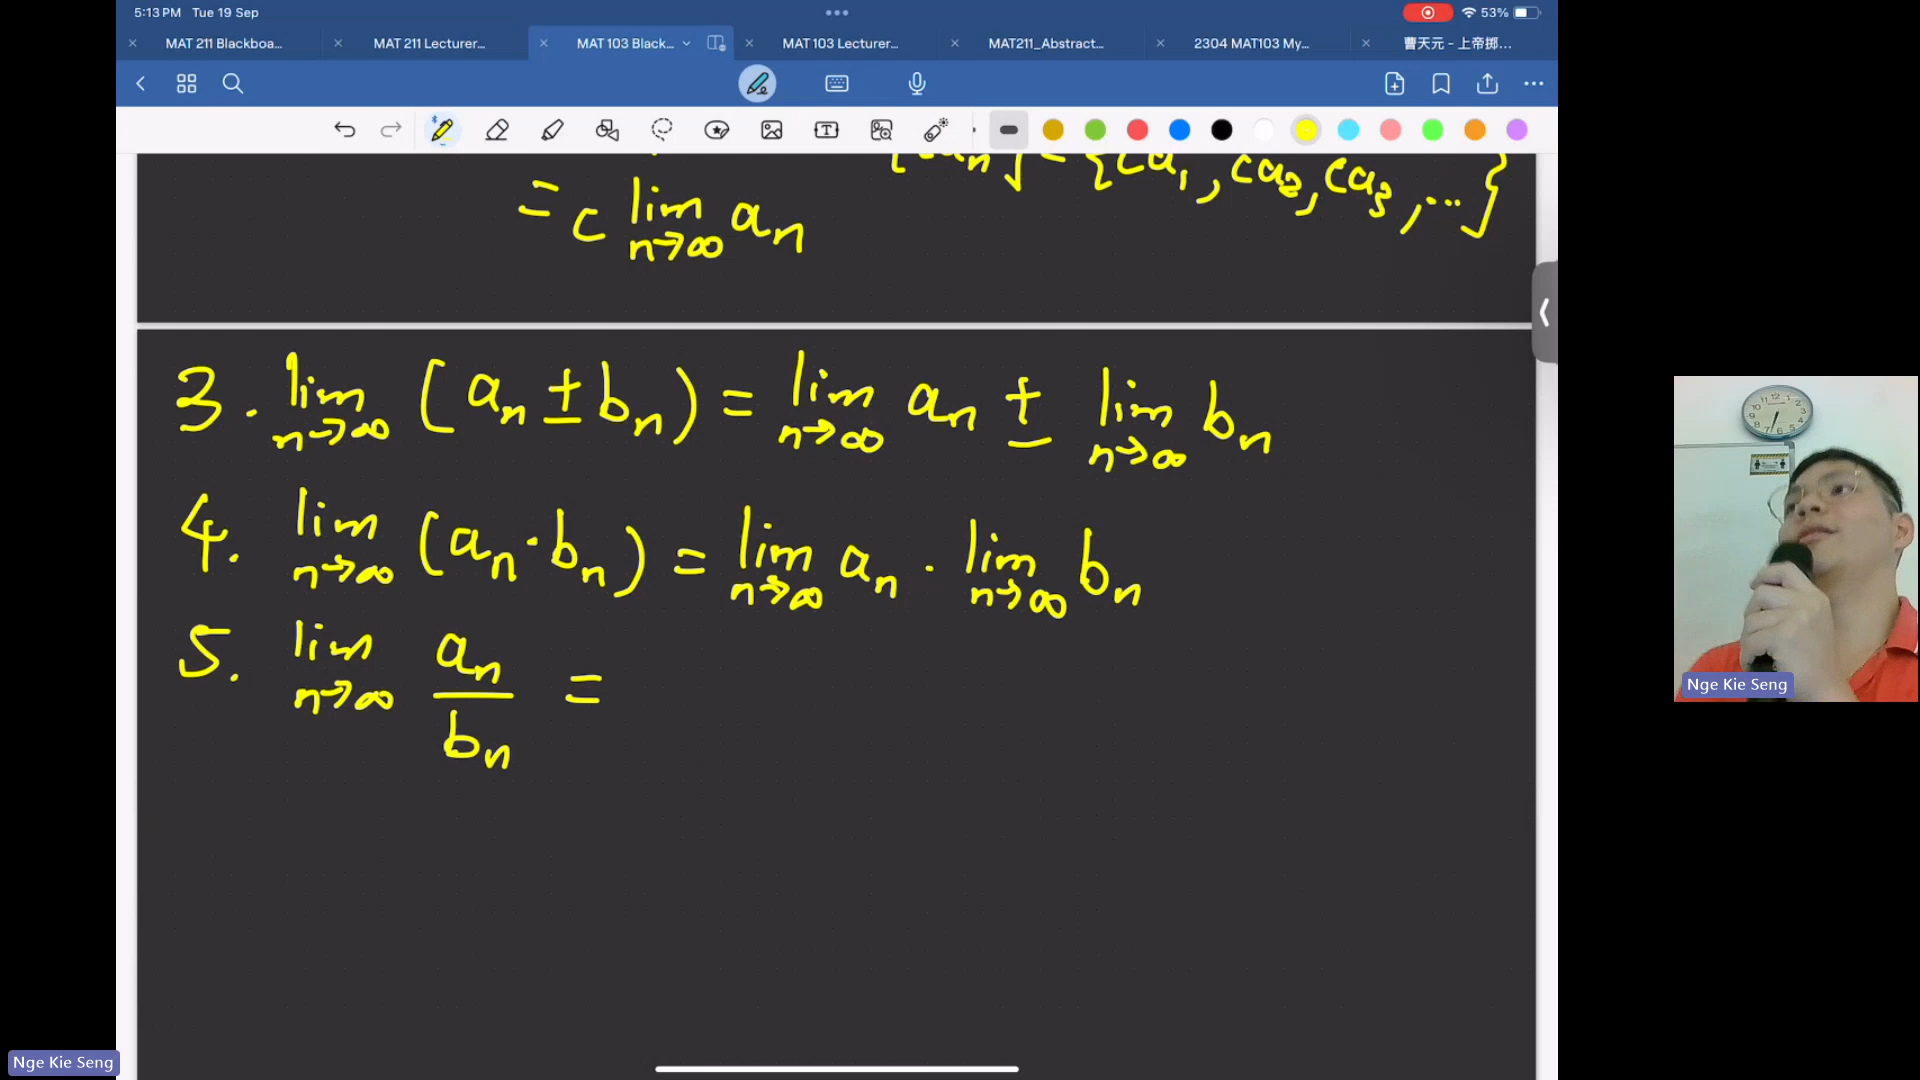 5:13 PM Tue 19 Sep
53%
MAT 211 Blackboa...
MAT 211 Lecturer...
MAT 103 Black...
MAT 103 Lecturer...
MAT211_Abstract...
2304 MAT103 My...
曹天元 - 上帝掷...
= c lim n→∞ aₙ
{caₙ} = {ca₁, ca₂, ca₃, ...}
3. lim n→∞ (aₙ ± bₙ) = lim n→∞ aₙ ± lim n→∞ bₙ
4. lim n→∞ (aₙ · bₙ) = lim n→∞ aₙ · lim n→∞ bₙ
5. lim n→∞ aₙ/bₙ =
Nge Kie Seng
Nge Kie Seng